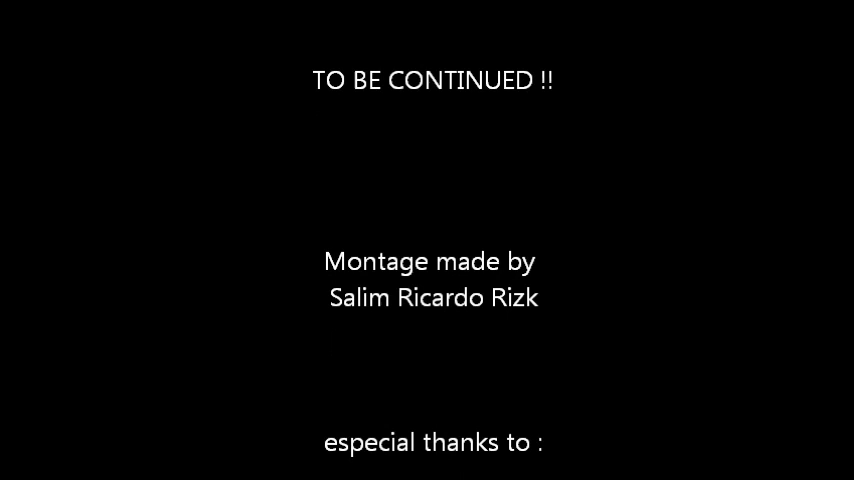 TO BE CONTINUED !!
Montage made by
Salim Ricardo Rizk
especial thanks to :